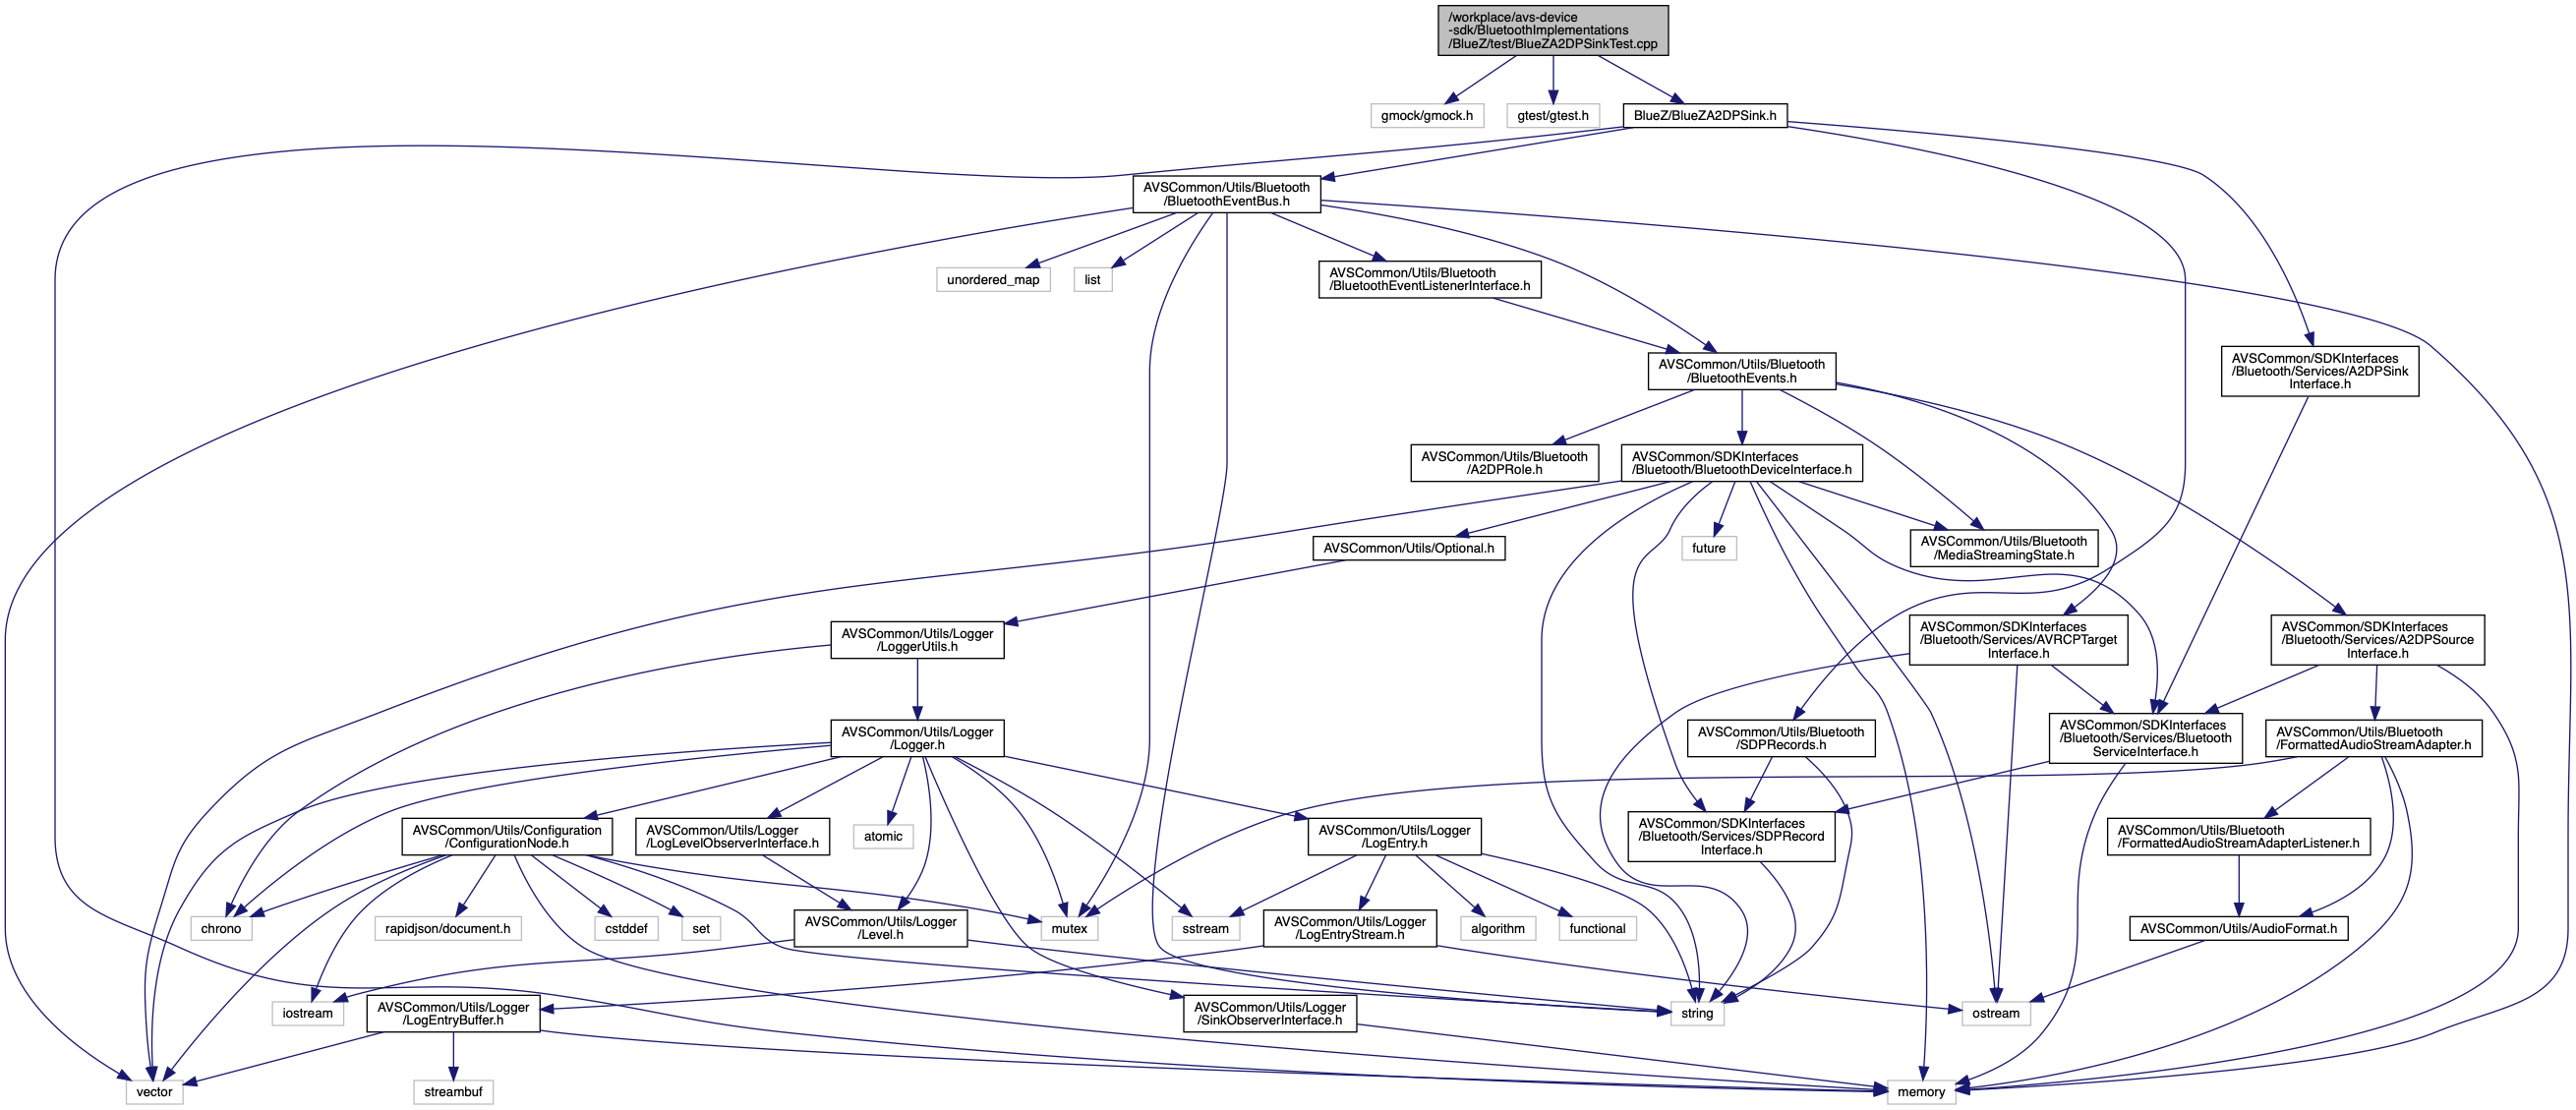 /workplace/avs-device
-sdk/BluetoothImplementations
/BlueZ/test/BlueZA2DPSinkTest.cpp
gmock/gmock.h
gtest/gtest.h
BlueZ/BlueZA2DPSink.h
AVSCommon/Utils/Bluetooth
/BluetoothEventBus.h
unordered_map
list
AVSCommon/Utils/Bluetooth
/BluetoothEventListenerInterface.h
AVSCommon/Utils/Bluetooth
/BluetoothEvents.h
AVSCommon/SDKInterfaces
/Bluetooth/Services/A2DPSink
Interface.h
AVSCommon/Utils/Bluetooth
/A2DPRole.h
AVSCommon/SDKInterfaces
/Bluetooth/BluetoothDeviceInterface.h
AVSCommon/Utils/Optional.h
future
AVSCommon/Utils/Bluetooth
/MediaStreamingState.h
AVSCommon/Utils/Logger
/LoggerUtils.h
AVSCommon/SDKInterfaces
/Bluetooth/Services/AVRCPTarget
Interface.h
AVSCommon/SDKInterfaces
/Bluetooth/Services/A2DPSource
Interface.h
AVSCommon/Utils/Logger
/Logger.h
AVSCommon/Utils/Bluetooth
/SDPRecords.h
AVSCommon/SDKInterfaces
/Bluetooth/Services/Bluetooth
ServiceInterface.h
AVSCommon/Utils/Bluetooth
/FormattedAudioStreamAdapter.h
AVSCommon/Utils/Configuration
/ConfigurationNode.h
AVSCommon/Utils/Logger
/LogLevelObserverInterface.h
atomic
AVSCommon/Utils/Logger
/LogEntry.h
AVSCommon/SDKInterfaces
/Bluetooth/Services/SDPRecord
Interface.h
AVSCommon/Utils/Bluetooth
/FormattedAudioStreamAdapterListener.h
chrono
rapidjson/document.h
cstddef
set
AVSCommon/Utils/Logger
/Level.h
mutex
sstream
AVSCommon/Utils/Logger
/LogEntryStream.h
algorithm
functional
AVSCommon/Utils/AudioFormat.h
iostream
AVSCommon/Utils/Logger
/LogEntryBuffer.h
AVSCommon/Utils/Logger
/SinkObserverInterface.h
string
ostream
vector
streambuf
memory